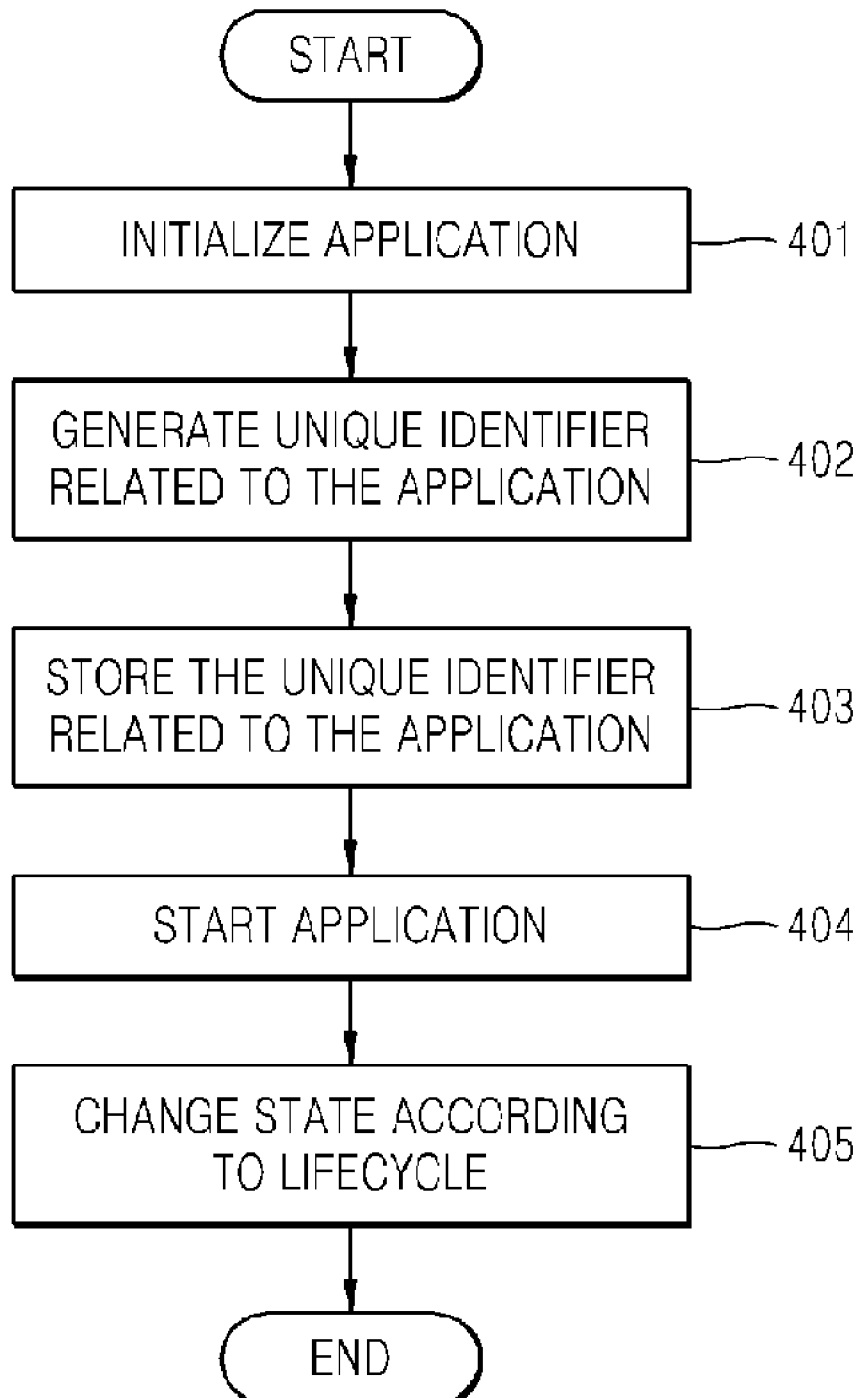 START
INITIALIZE APPLICATION
401
GENERATE UNIQUE IDENTIFIER
RELATED TO THE APPLICATION
402
STORE THE UNIQUE IDENTIFIER
RELATED TO THE APPLICATION
403
START APPLICATION
404
CHANGE STATE ACCORDING
TO LIFECYCLE
405
END